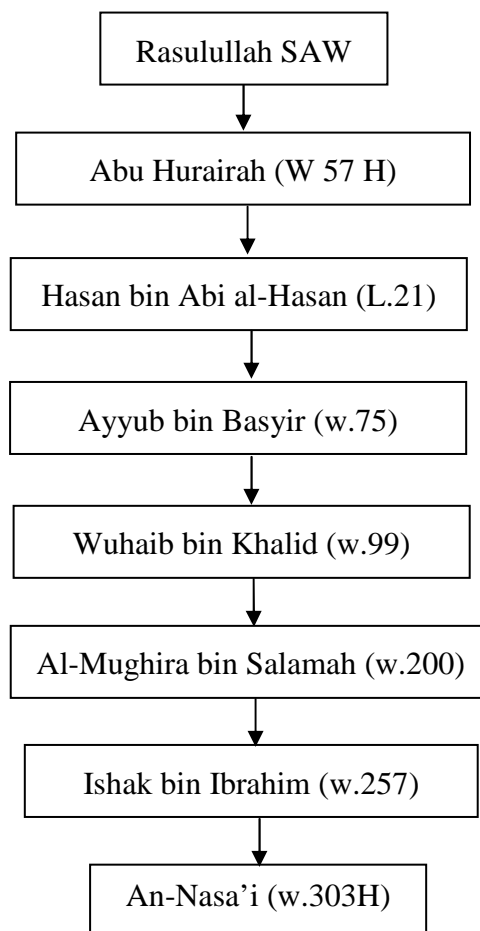 Rasulullah SAW
Abu Hurairah (W 57 H)
Hasan bin Abi al-Hasan (L.21)
Ayyub bin Basyir (w.75)
Wuhaib bin Khalid (w.99)
Al-Mughira bin Salamah (w.200)
Ishak bin Ibrahim (w.257)
An-Nasa’i (w.303H)